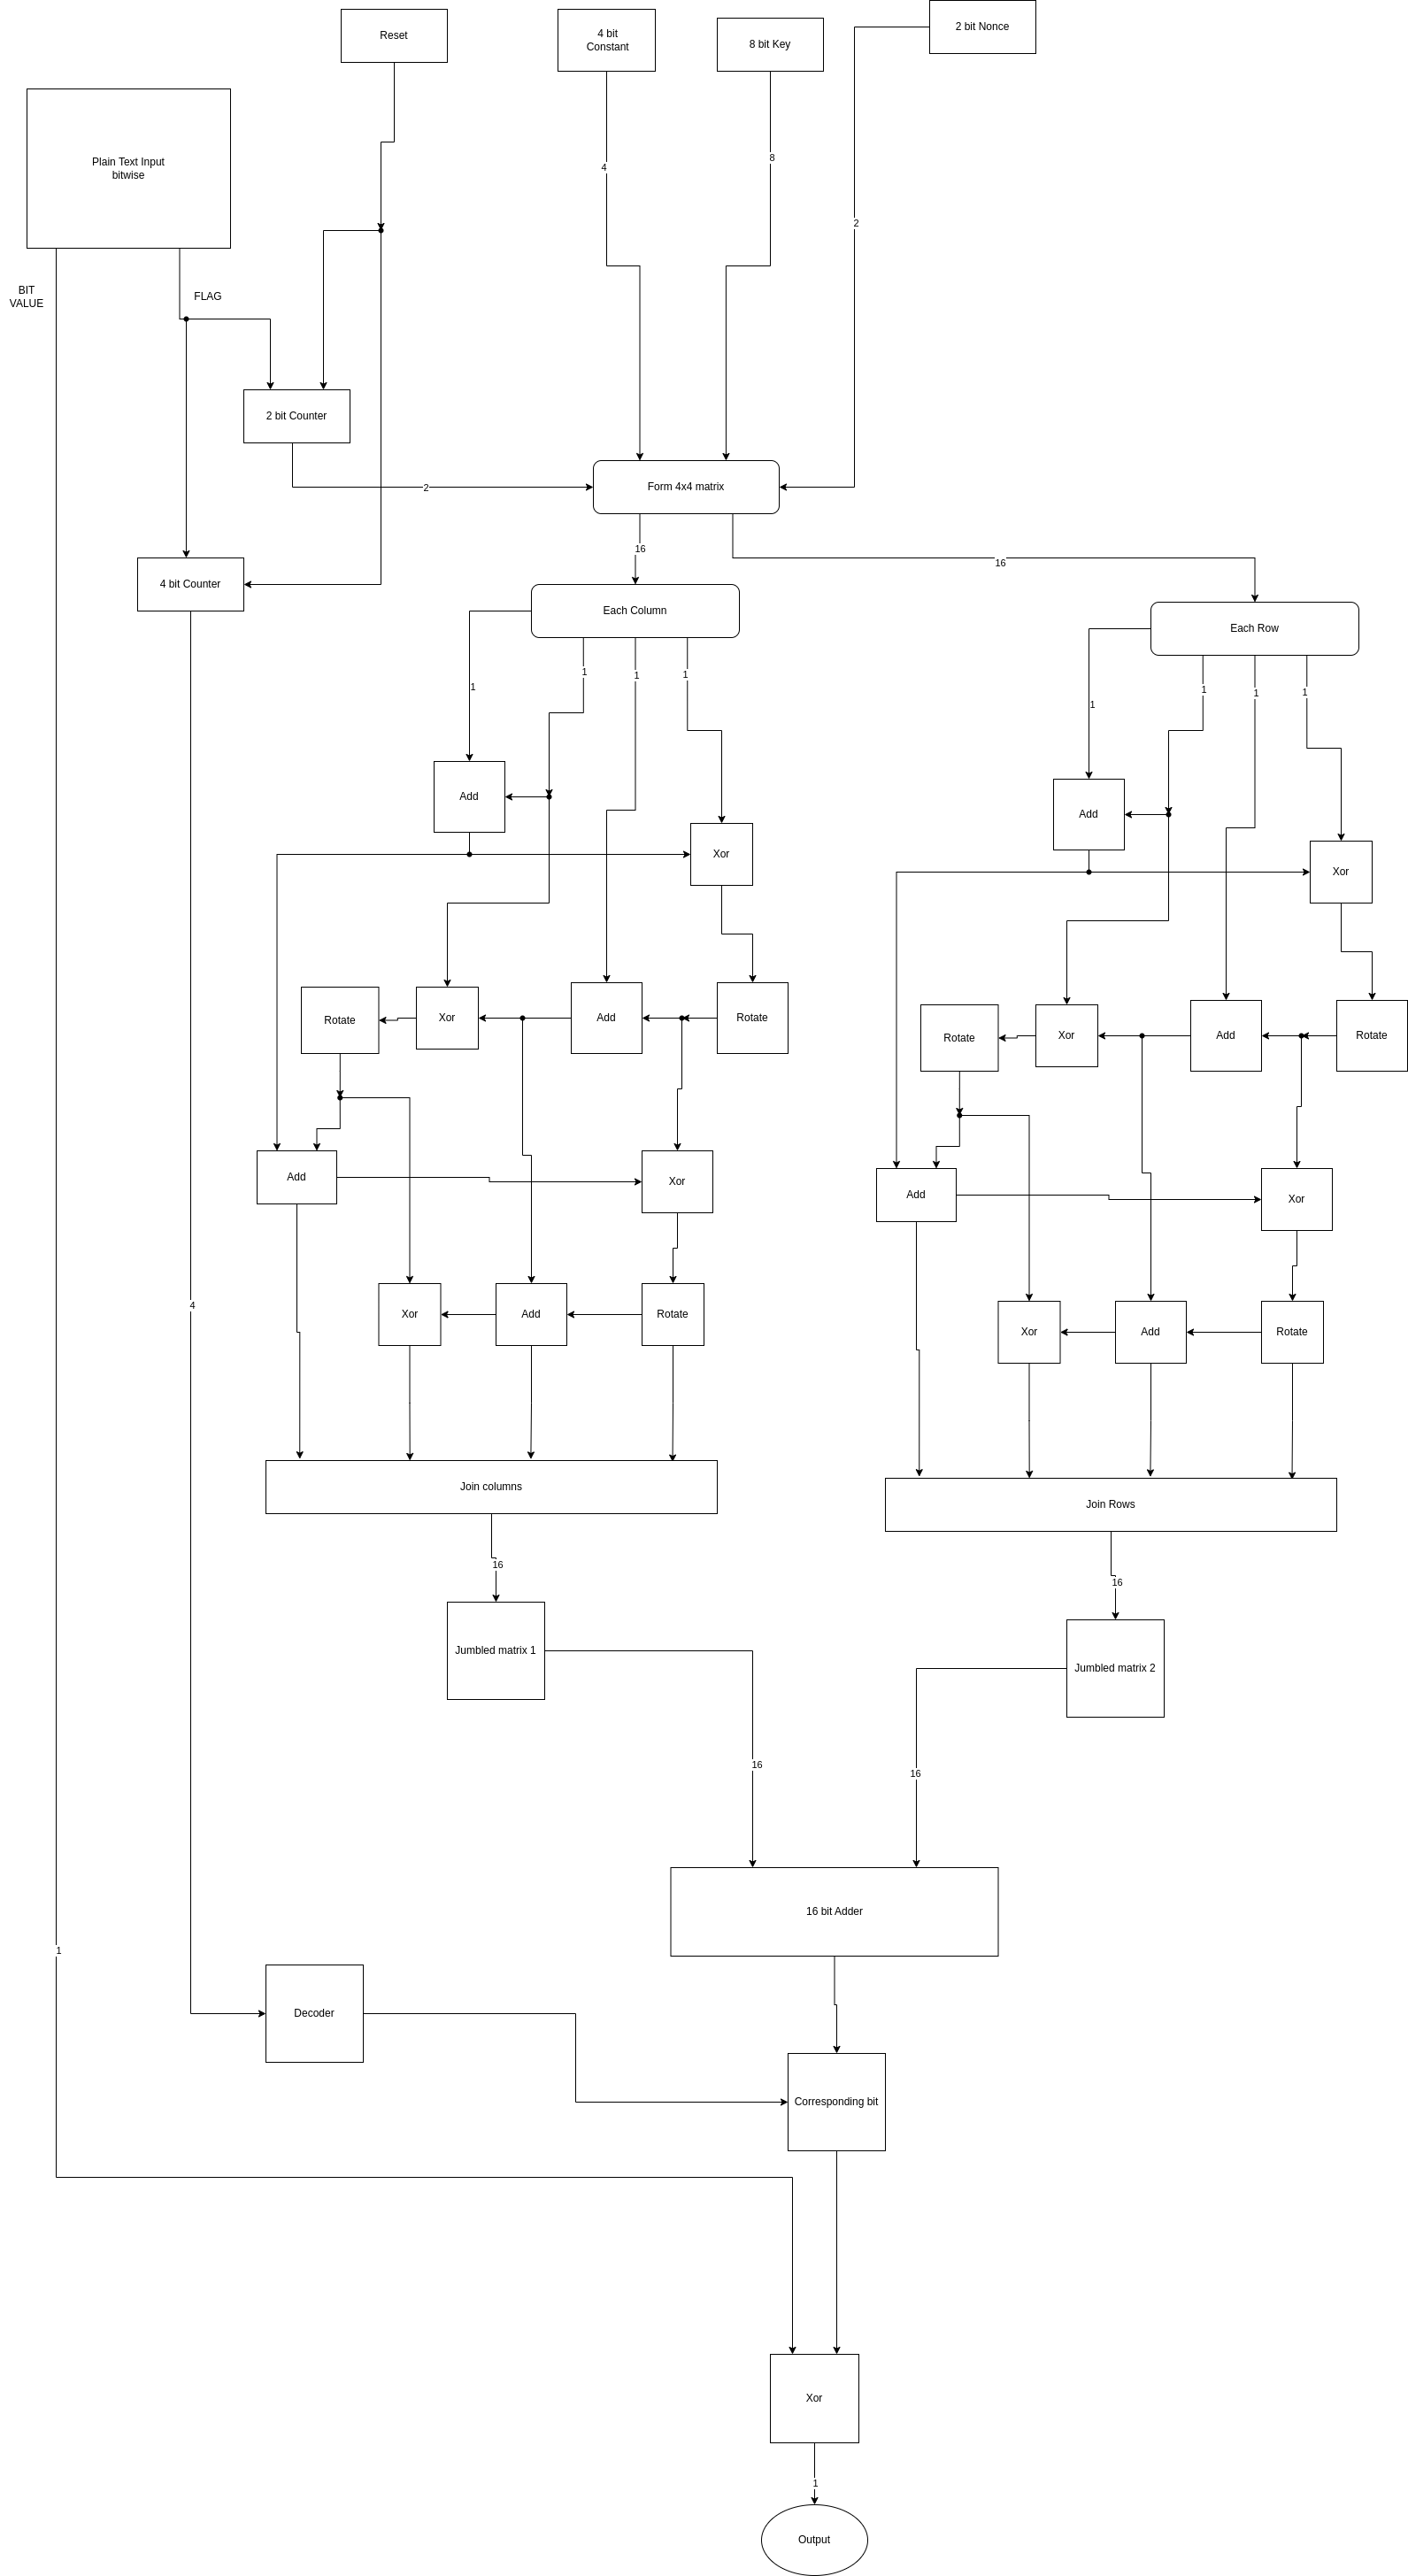 Reset
4 bit
Constant
8 bit Key
2 bit Nonce
Plain Text Input
bitwise
4
8
2
BIT
VALUE
FLAG
2 bit Counter
2
Form 4x4 matrix
16
16
4 bit Counter
Each Column
Each Row
1
1
1
1
1
1
1
1
Add
Add
Xor
Xor
Rotate
Xor
Add
Rotate
Rotate
Xor
Add
Rotate
Add
Xor
Add
Xor
4
Xor
Add
Rotate
Xor
Add
Rotate
Join columns
Join Rows
16
16
Jumbled matrix 1
Jumbled matrix 2
16
16
16 bit Adder
1
Decoder
Corresponding bit
Xor
1
Output